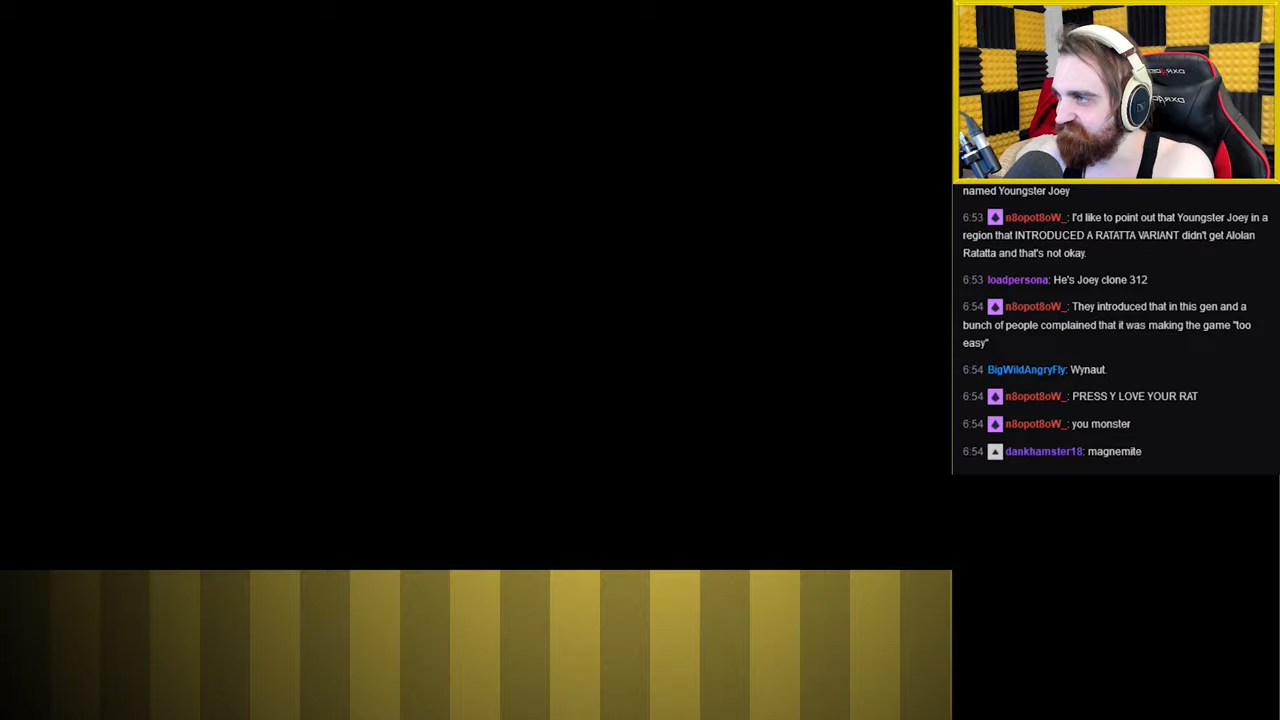 named Youngster Joey
6:53 n8opot8oW_: I'd like to point out that Youngster Joey in a
region that INTRODUCED A RATATTA VARIANT didn't get Alolan
Ratatta and that's not okay.
6:53 loadpersona: He's Joey clone 312
6:54 n8opot8oW_: They introduced that in this gen and a
bunch of people complained that it was making the game "too
easy"
6:54 BigWildAngryFly: Wynaut.
6:54 n8opot8oW_: PRESS Y LOVE YOUR RAT
6:54 n8opot8oW_: you monster
6:54 dankhamster18: magnemite